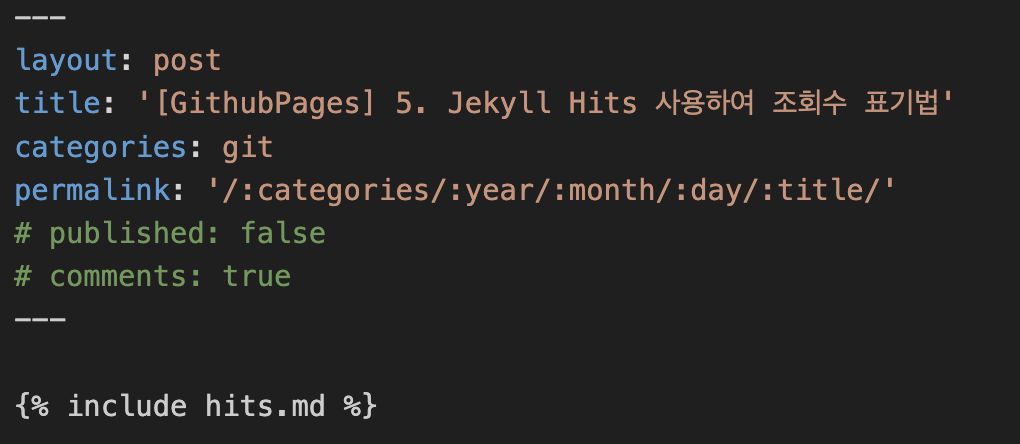 ---
layout: post
title: '[GithubPages] 5. Jekyll Hits 사용하여 조회수 표기법'
categories: git
permalink: '/:categories/:year/:month/:day/:title/'
# published: false
# comments: true
---
{% include hits.md %}